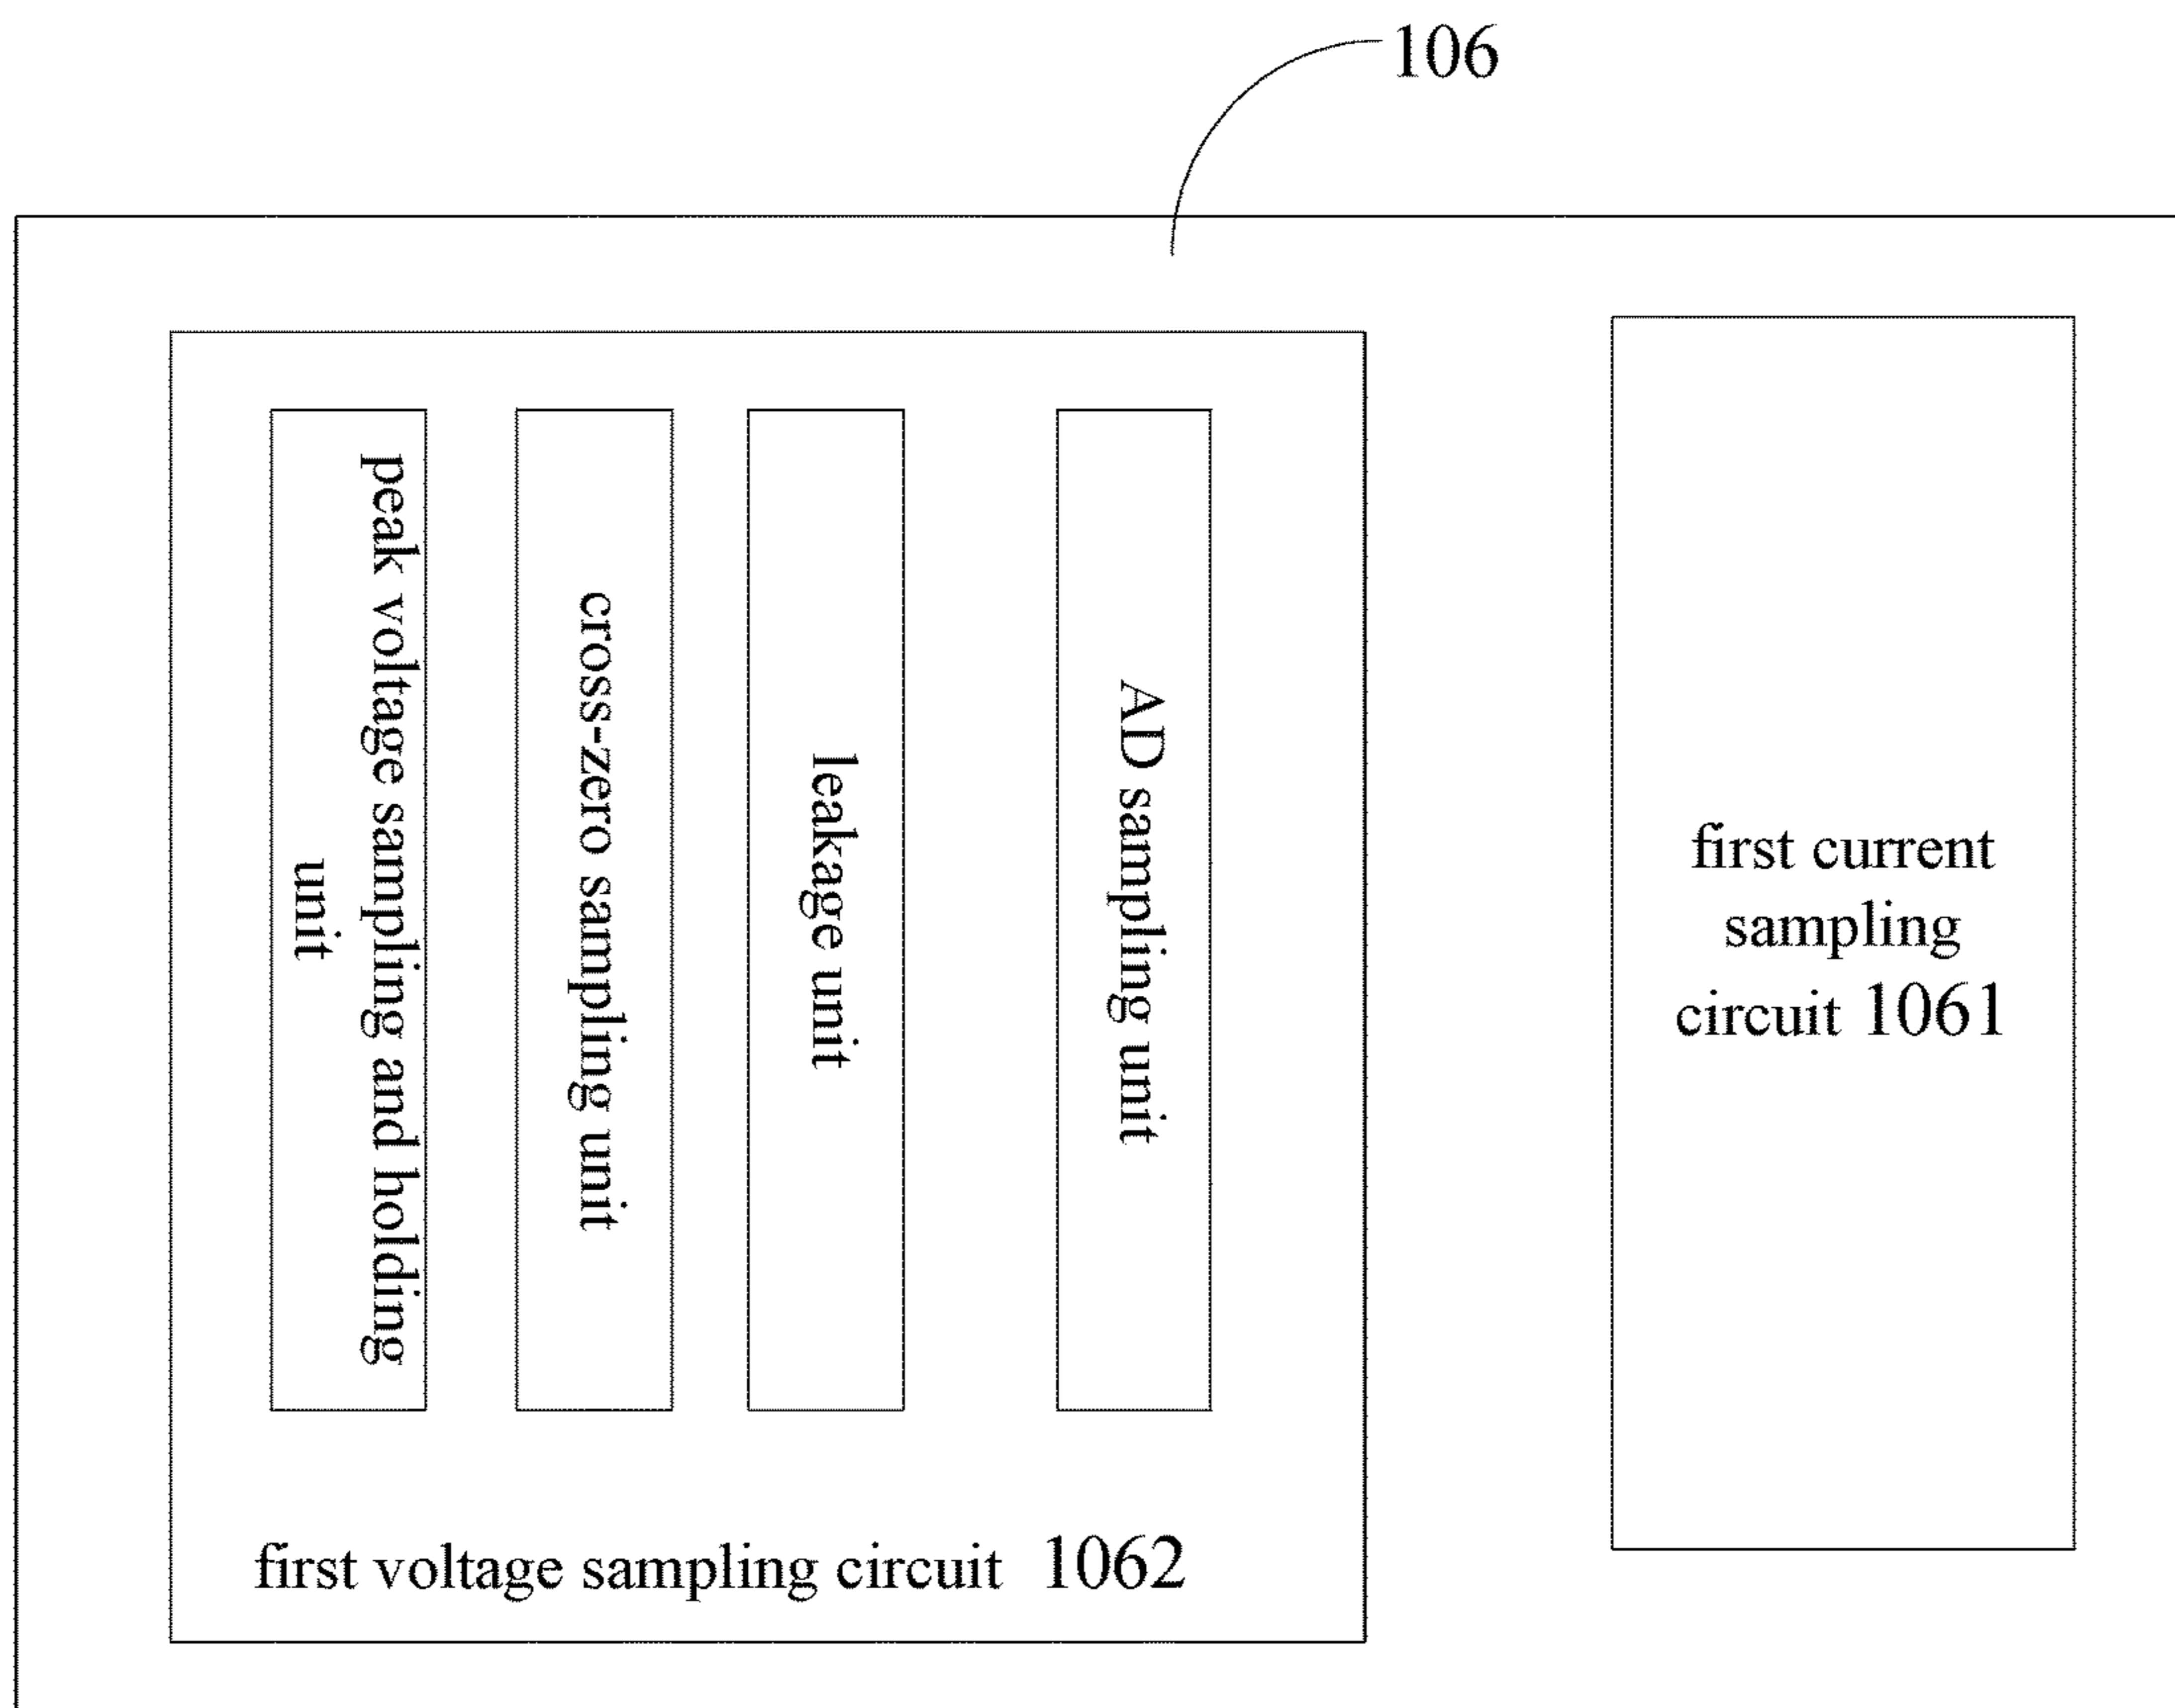 106
peak voltage sampling and holding
unit
cross-zero sampling unit
leakage unit
AD sampling unit
first current
sampling
circuit 1061
first voltage sampling circuit 1062